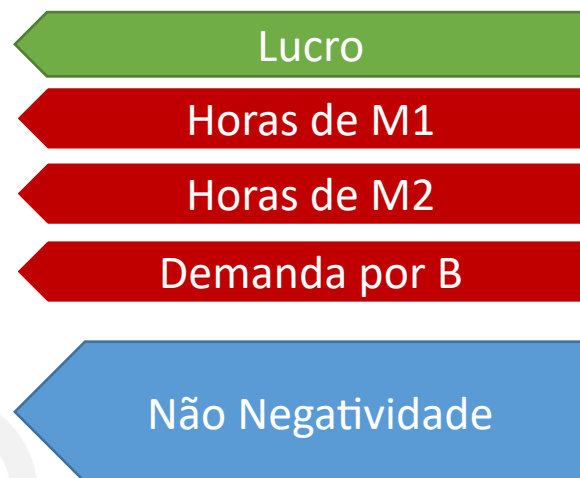 Lucro
Horas de M1
Horas de M2
Demanda por B
Não Negatividade